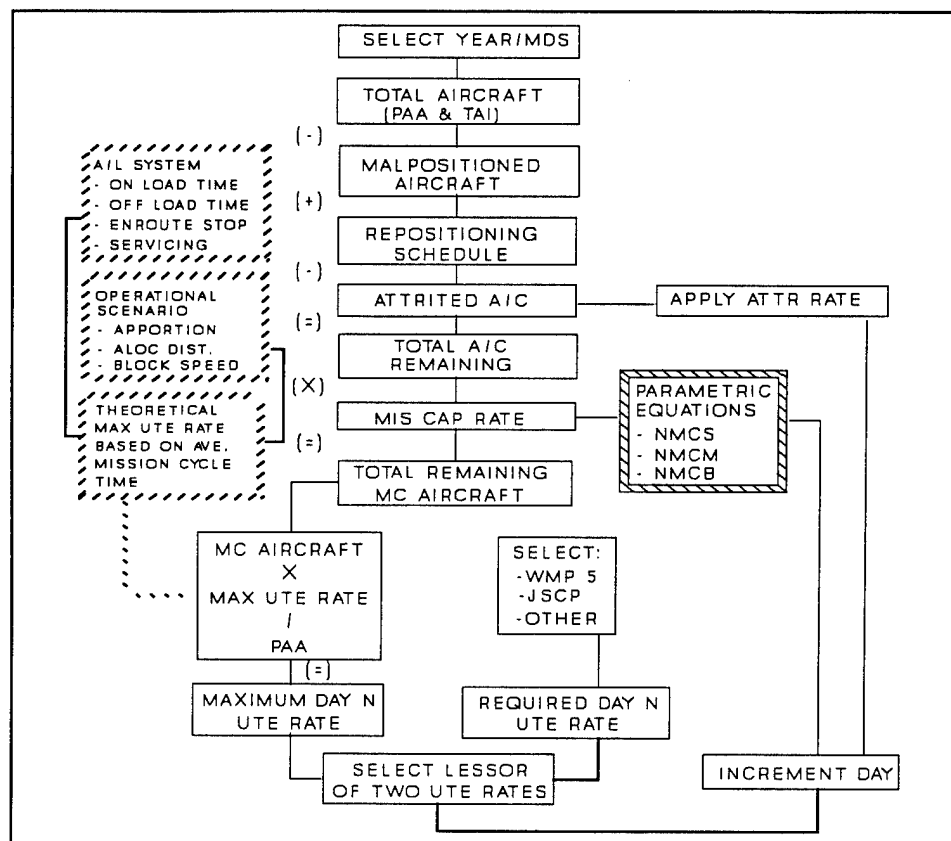 SELECT YEAR/MDS
TOTAL AIRCRAFT
(PAA & TAI)
(-)
MALPOSITIONED
AIRCRAFT
(+)
REPOSITIONING
SCHEDULE
(-)
ATTRITED A/C
APPLY ATTR RATE
(=)
TOTAL A/C
REMAINING
(X)
MIS CAP RATE
(=)
TOTAL REMAINING
MC AIRCRAFT
A/L SYSTEM
- ON LOAD TIME
- OFF LOAD TIME
- ENROUTE STOP
- SERVICING
OPERATIONAL
SCENARIO
- APPORTION
- ALOC DIST.
- BLOCK SPEED
THEORETICAL
MAX UTE RATE
BASED ON AVE.
MISSION CYCLE
TIME
PARAMETRIC
EQUATIONS
- NMCS
- NMCM
- NMCB
MC AIRCRAFT
X
MAX UTE RATE
/
PAA
(=)
SELECT:
-WMP 5
-JSCP
-OTHER
MAXIMUM DAY N
UTE RATE
REQUIRED DAY N
UTE RATE
SELECT LESSOR
OF TWO UTE RATES
INCREMENT DAY